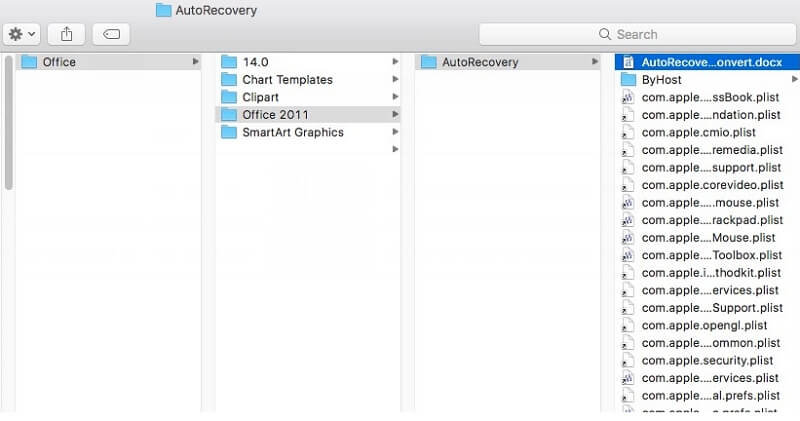 AutoRecovery
Search
Office
14.0
Chart Templates
Clipart
Office 2011
SmartArt Graphics
AutoRecovery
AutoRecove...onvert.docx
ByHost
com.apple....ssBook.plist
com.apple....ndation.plist
com.apple.cmio.plist
com.apple....remedia.plist
com.apple....support.plist
com.apple.corevideo.plist
com.apple....mouse.plist
com.apple....rackpad.plist
com.apple....Mouse.plist
com.apple....Toolbox.plist
com.apple.i...thodkit.plist
com.apple....ervices.plist
com.apple....Support.plist
com.apple.opengl.plist
com.apple....ommon.plist
com.apple.security.plist
com.apple....ervices.plist
com.apple....al.prefs.plist